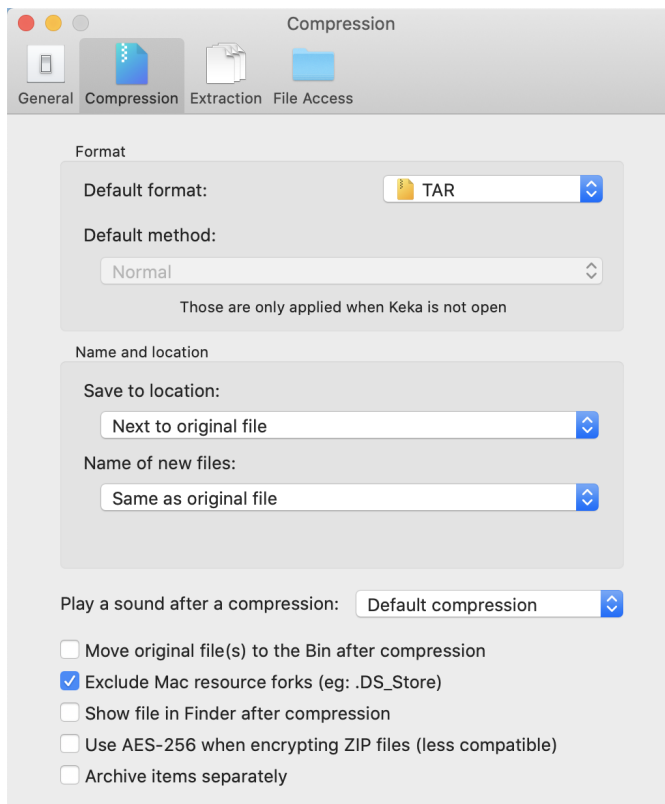 Compression
General Compression Extraction File Access
Format
Default format: TAR
Default method:
Normal
Those are only applied when Keka is not open
Name and location
Save to location:
Next to original file
Name of new files:
Same as original file
Play a sound after a compression: Default compression
Move original file(s) to the Bin after compression
Exclude Mac resource forks (eg: .DS_Store)
Show file in Finder after compression
Use AES-256 when encrypting ZIP files (less compatible)
Archive items separately